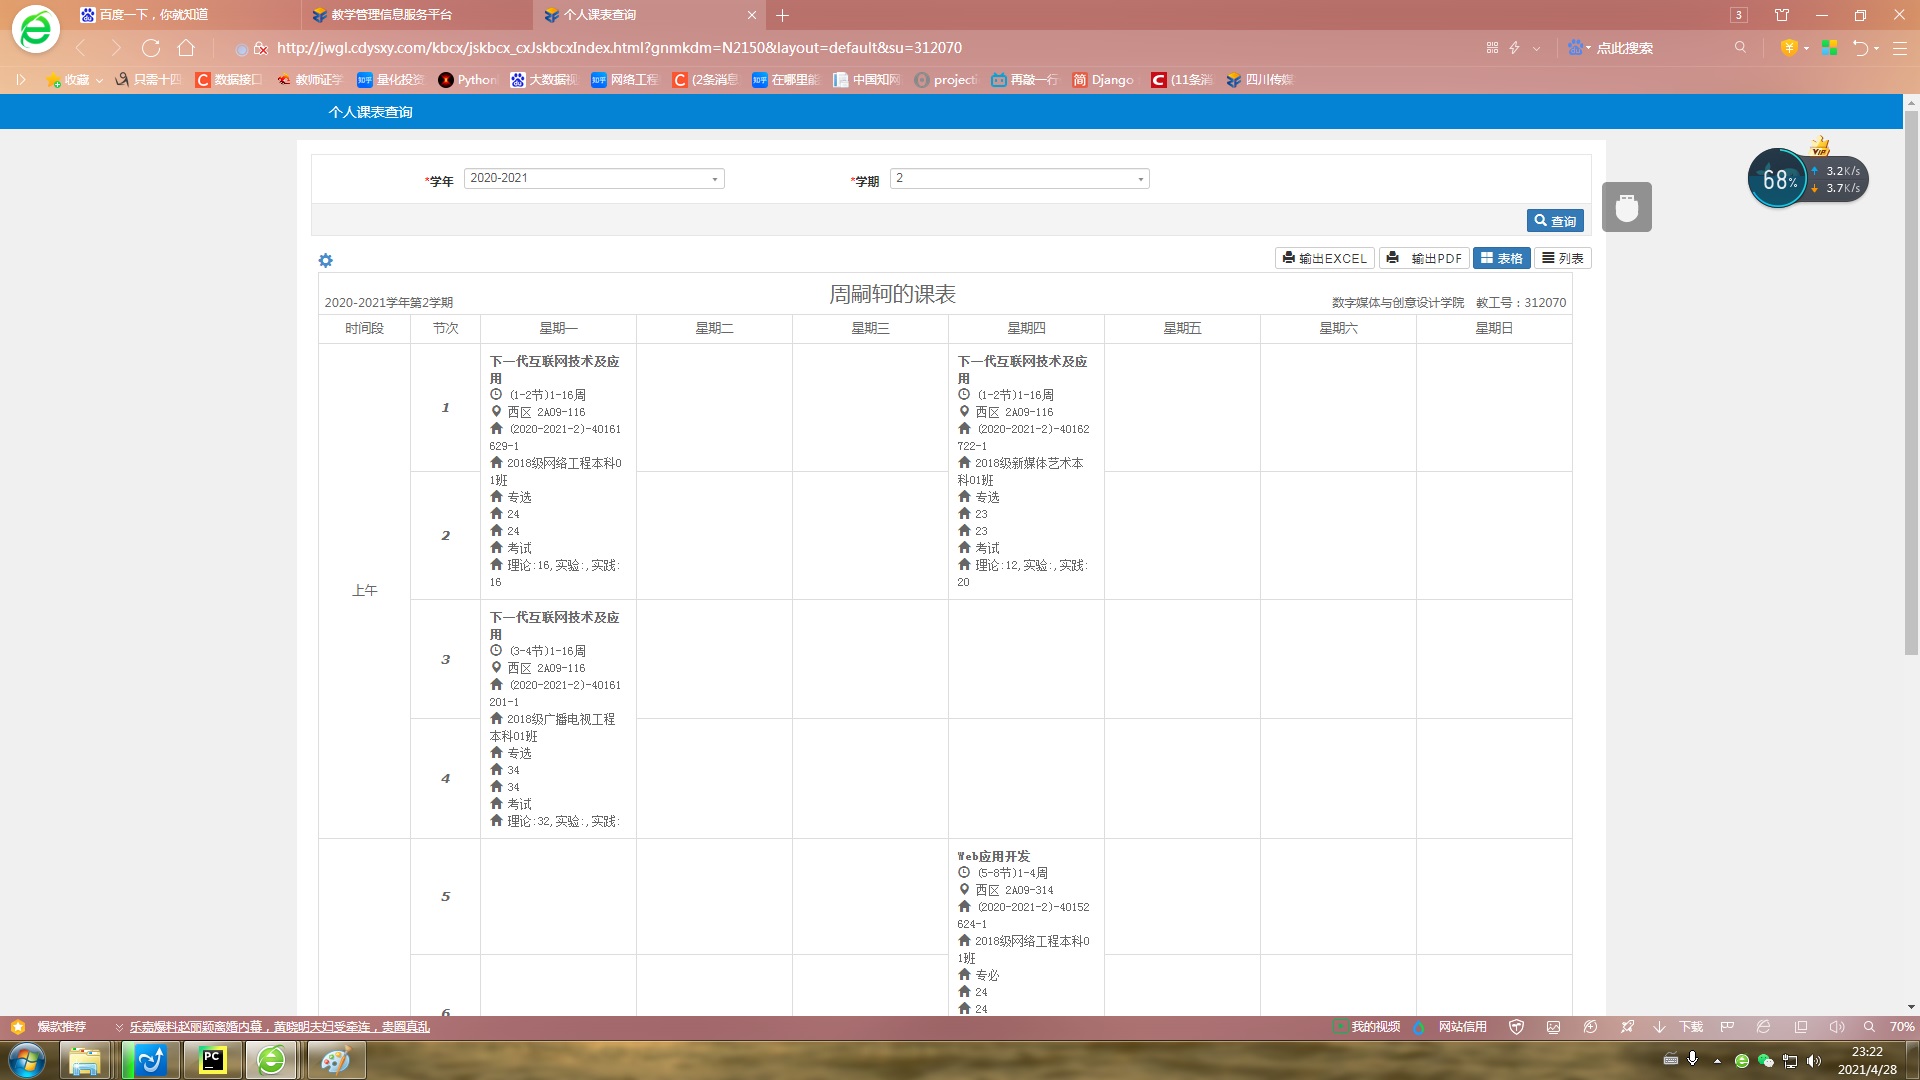 百度一下，你就知道
教学管理信息服务平台
个人课表查询
3
http://jwgl.cdysxy.com/kbcx/jskbcx_cxJskbcxIndex.html?gnmkdm=N2150&layout=default&su=312070
点此搜索
收藏 只需十四 数据接口 教师证学 量化投资 Python 大数据视 网络工程 (2条消息 在哪里能 中国知网 projecti 再敲一行 Django (11条消 四川传媒
个人课表查询
*学年 2020-2021 *学期 2
查询
VIP
68%
3.2K/s
3.7K/s
输出EXCEL 输出PDF 表格 列表
周嗣轲的课表
2020-2021学年第2学期 数字媒体与创意设计学院 教工号：312070
时间段 节次 星期一 星期二 星期三 星期四 星期五 星期六 星期日
上午
1
2
下一代互联网技术及应
用
(1-2节)1-16周
西区 2A09-116
(2020-2021-2)-40161
629-1
2018级网络工程本科0
1班
专选
24
24
考试
理论:16,实验:,实践:
16
下一代互联网技术及应
用
(1-2节)1-16周
西区 2A09-116
(2020-2021-2)-40162
722-1
2018级新媒体艺术本
科01班
专选
23
23
考试
理论:12,实验:,实践:
20
3
4
下一代互联网技术及应
用
(3-4节)1-16周
西区 2A09-116
(2020-2021-2)-40161
201-1
2018级广播电视工程
本科01班
专选
34
34
考试
理论:32,实验:,实践:
5
6
Web应用开发
(5-8节)1-4周
西区 2A09-314
(2020-2021-2)-40152
624-1
2018级网络工程本科0
1班
专必
24
24
爆款推荐 乐嘉爆料赵丽颖离婚内幕，黄晓明夫妇受牵连，贵圈真乱
我的视频 网站信用 下载 70%
PC
23:22
2021/4/28